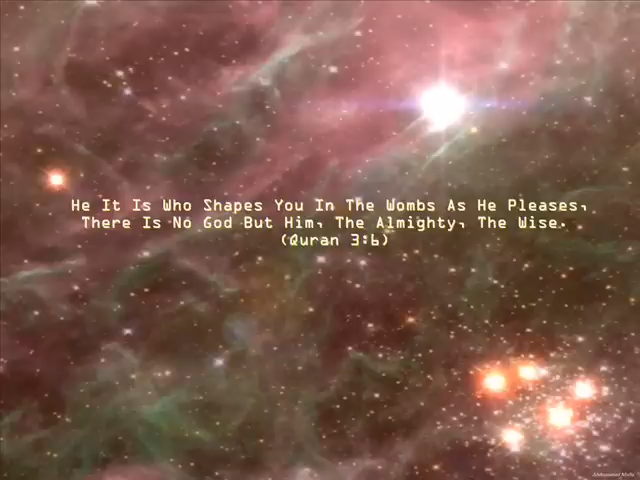 He It Is Who Shapes You In The Wombs As He Pleases,
There Is No God But Him, The Almighty, The Wise.
(Quran 3:6)